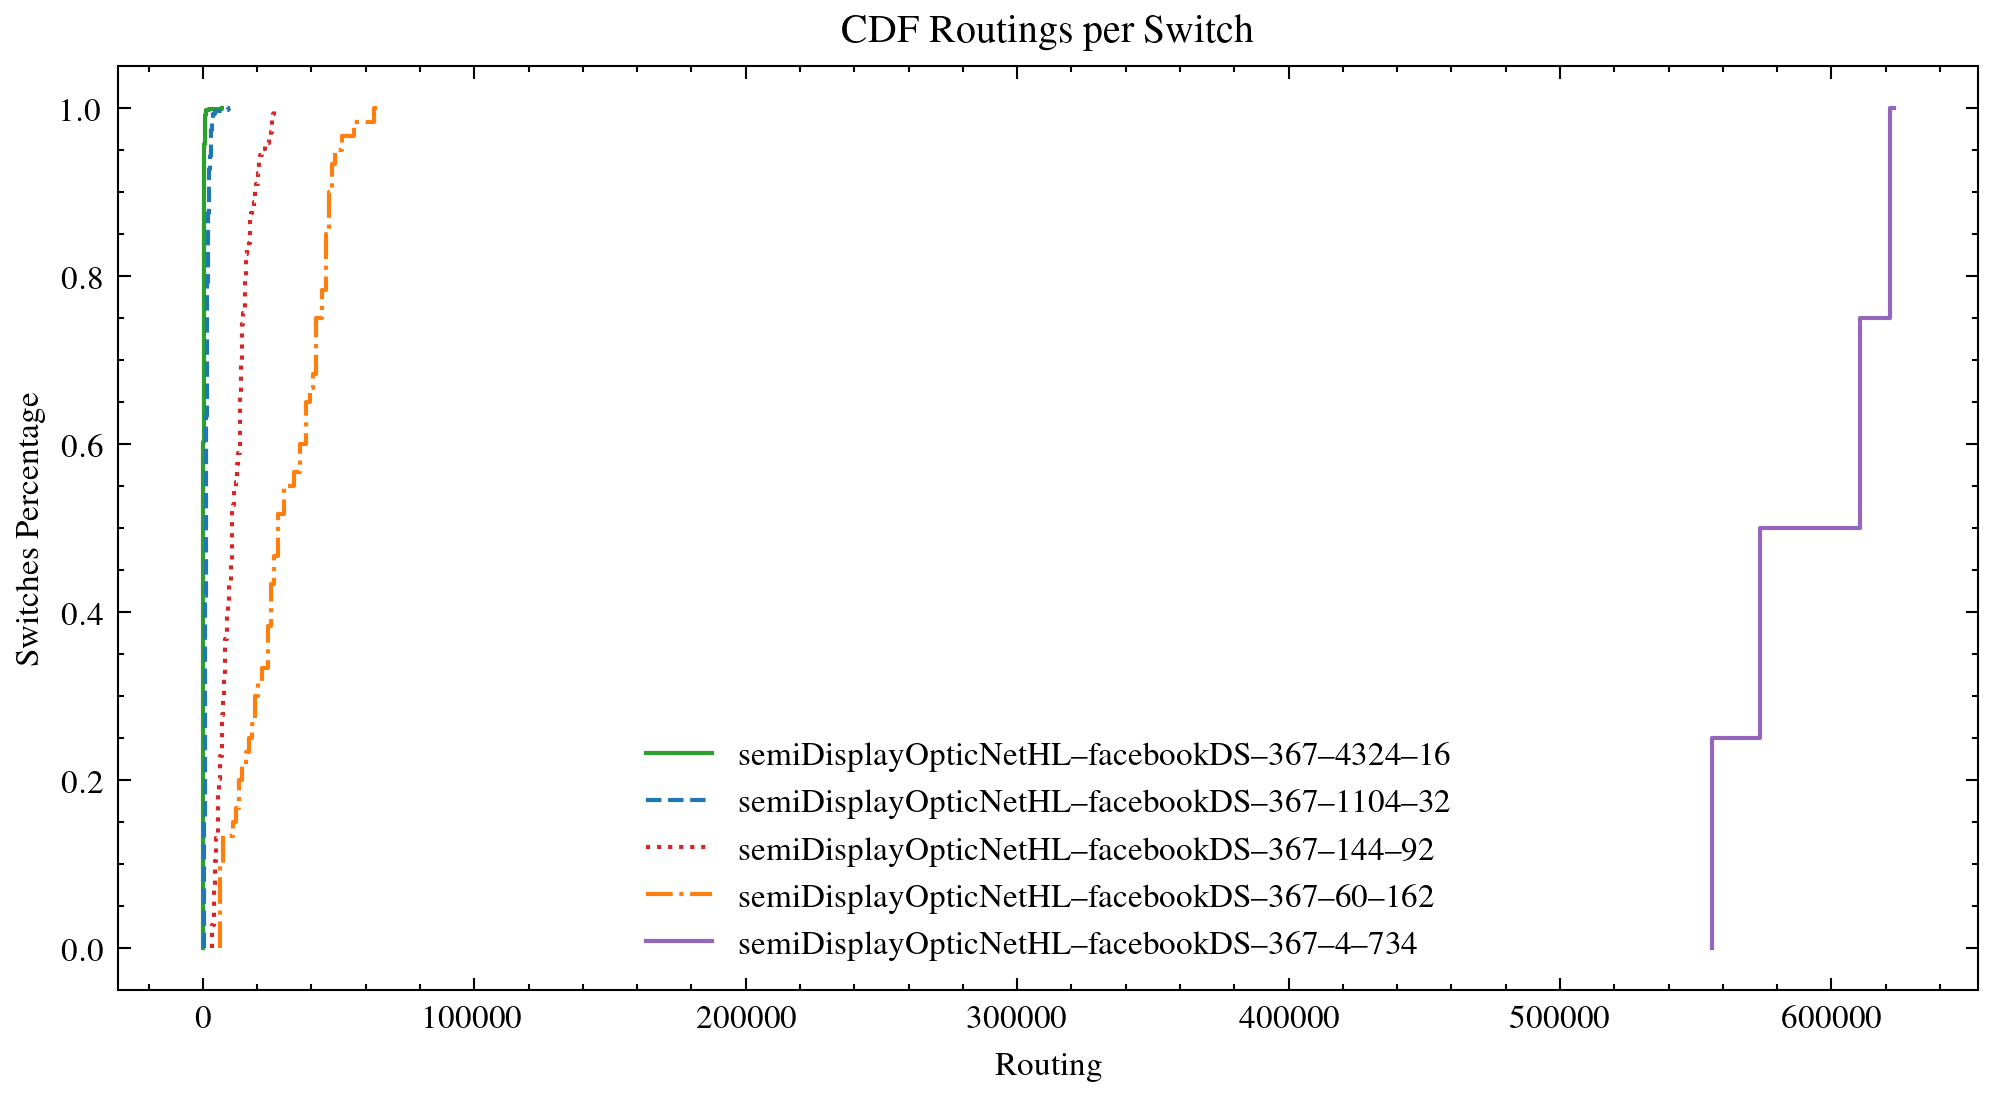 CDF Routings per Switch
Switches Percentage
1.0
0.8
0.6
0.4
0.2
0.0
semiDisplayOpticNetHL–facebookDS–367–4324–16
semiDisplayOpticNetHL–facebookDS–367–1104–32
semiDisplayOpticNetHL–facebookDS–367–144–92
semiDisplayOpticNetHL–facebookDS–367–60–162
semiDisplayOpticNetHL–facebookDS–367–4–734
0 100000 200000 300000 400000 500000 600000
Routing